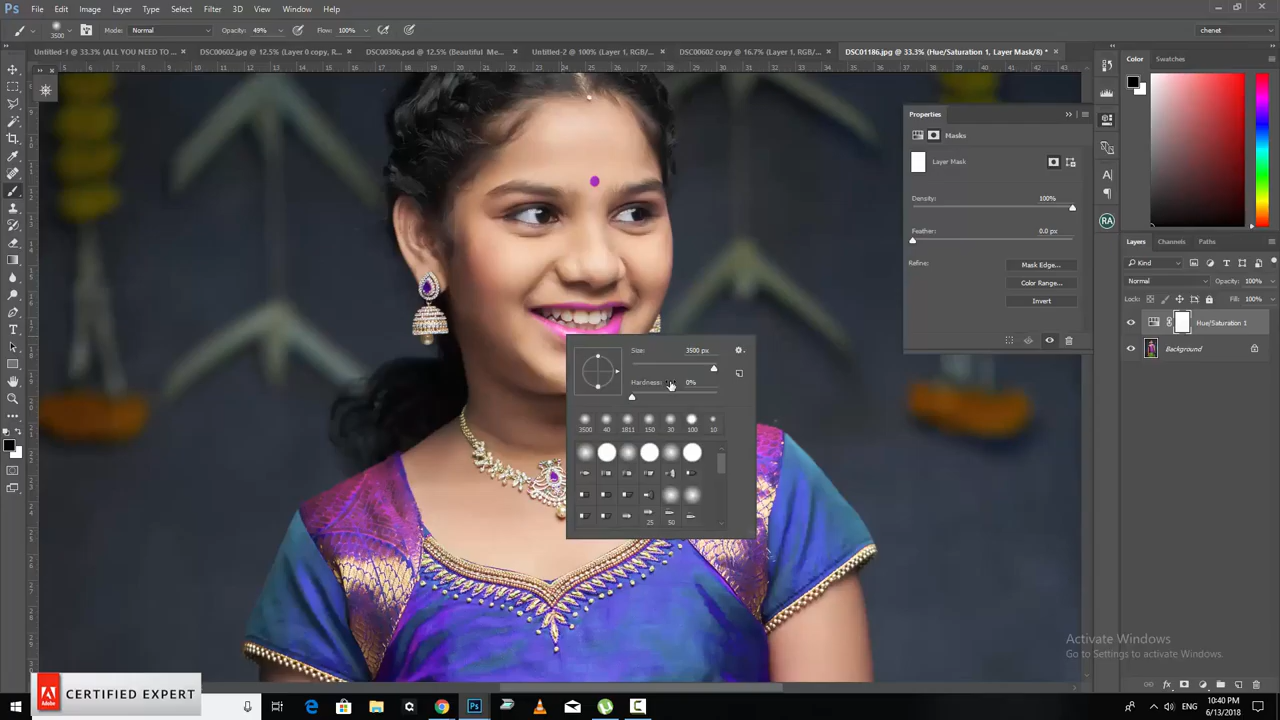 Ps File Edit Image Layer Type Select Filter 3D View Window Help
3500 Mode: Normal Opacity: 49% Flow: 100% chenet
Untitled-1 @ 33.3% (ALL YOU NEED TO × DSC00602.jpg @ 12.5% (Layer 0 copy, R... × DSC00306.psd @ 12.5% (Beautiful Me... × Untitled-2 @ 100% (Layer 1, RGB/... × DSC00602 copy @ 16.7% (Layer 1, RGB/... × DSC01186.jpg @ 33.3% (Hue/Saturation 1, Layer Mask/8) * ×
Color Swatches
Properties
Masks
Layer Mask
Density: 100%
Feather: 0.0 px
Refine: Mask Edge...
Color Range...
Invert
Layers Channels Paths
Kind
Normal Opacity: 100%
Lock: Fill: 100%
Hue/Saturation 1
Background
Size: 3500 px
Hardness: 0%
3500 40 1811 150 30 100 10
25 50
Activate Windows
Go to Settings to activate Windows.
CERTIFIED EXPERT
Adobe
ENG 10:40 PM
6/13/2018